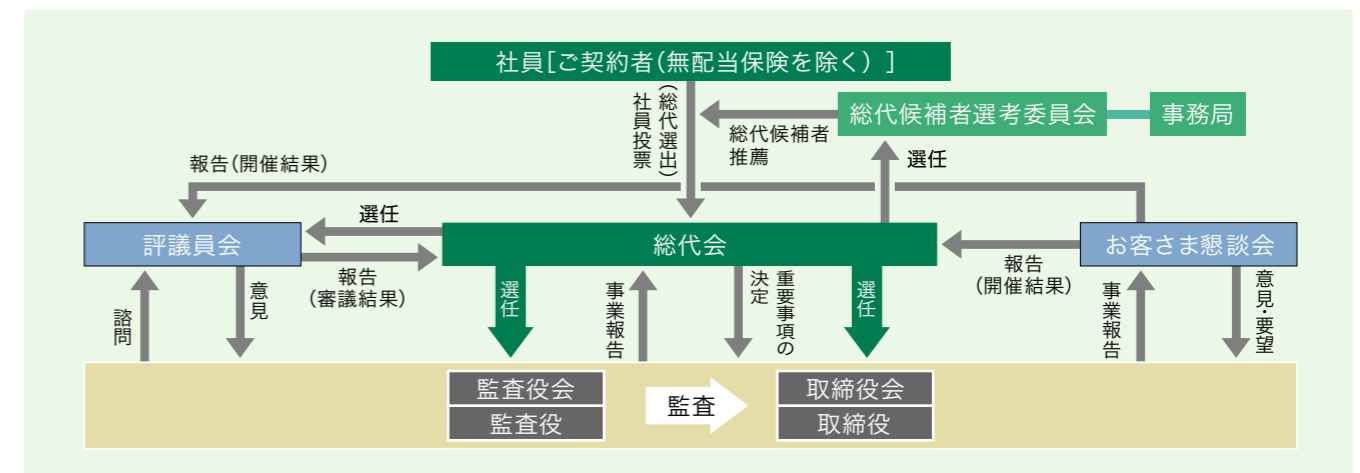 社員[ご契約者(無配当保険を除く) ]
(総代選出)
社員投票
総代候補者
推薦
総代候補者選考委員会
事務局
選任
報告(開催結果)
評議員会
選任
報告
(審議結果)
総代会
報告
(開催結果)
お客さま懇談会
諮問
意見
選任
事業報告
重要事項の
決定
選任
事業報告
意見・要望
監査役会
監査役
監査
取締役会
取締役